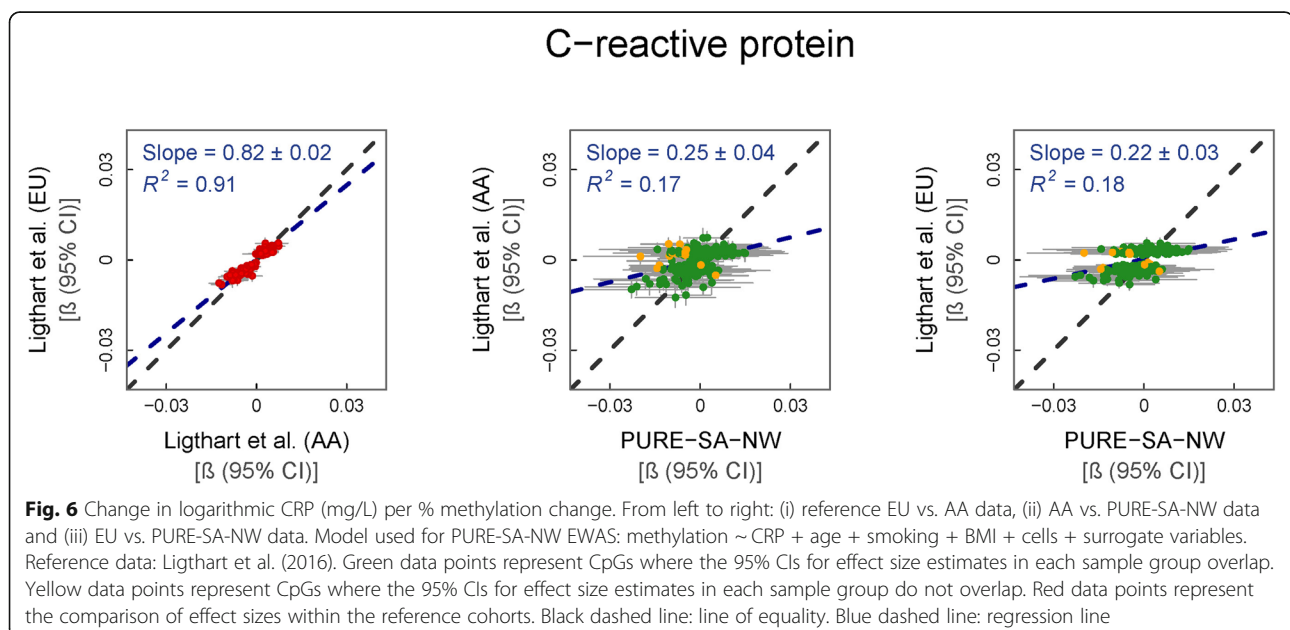 C−reactive protein
Slope = 0.82 ± 0.02
R² = 0.91
Ligthart et al. (EU)
[ß (95% CI)]
0.03
0
−0.03
−0.03 0 0.03
Ligthart et al. (AA)
[ß (95% CI)]
Slope = 0.25 ± 0.04
R² = 0.17
Ligthart et al. (AA)
[ß (95% CI)]
0.03
0
−0.03
−0.03 0 0.03
PURE−SA−NW
[ß (95% CI)]
Slope = 0.22 ± 0.03
R² = 0.18
Ligthart et al. (EU)
[ß (95% CI)]
0.03
0
−0.03
−0.03 0 0.03
PURE−SA−NW
[ß (95% CI)]
Fig. 6 Change in logarithmic CRP (mg/L) per % methylation change. From left to right: (i) reference EU vs. AA data, (ii) AA vs. PURE-SA-NW data
and (iii) EU vs. PURE-SA-NW data. Model used for PURE-SA-NW EWAS: methylation ~ CRP + age + smoking + BMI + cells + surrogate variables.
Reference data: Ligthart et al. (2016). Green data points represent CpGs where the 95% CIs for effect size estimates in each sample group overlap.
Yellow data points represent CpGs where the 95% CIs for effect size estimates in each sample group do not overlap. Red data points represent
the comparison of effect sizes within the reference cohorts. Black dashed line: line of equality. Blue dashed line: regression line